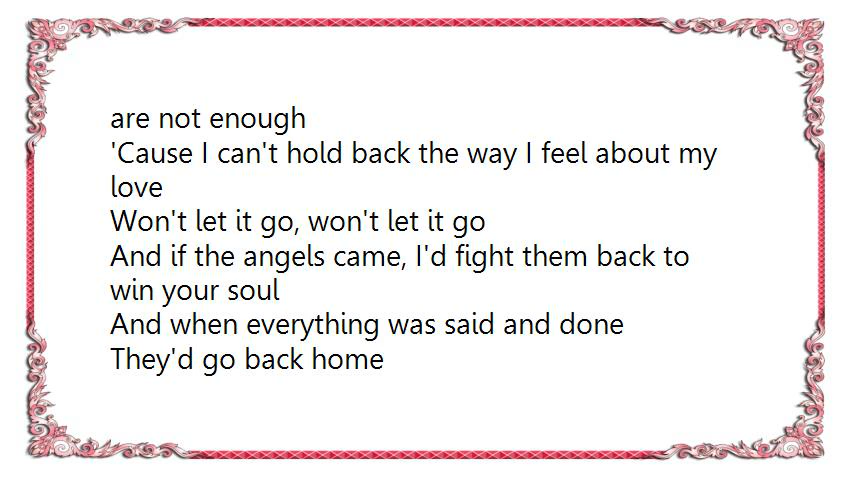 are not enough
'Cause I can't hold back the way I feel about my
love
Won't let it go, won't let it go
And if the angels came, I'd fight them back to
win your soul
And when everything was said and done
They'd go back home